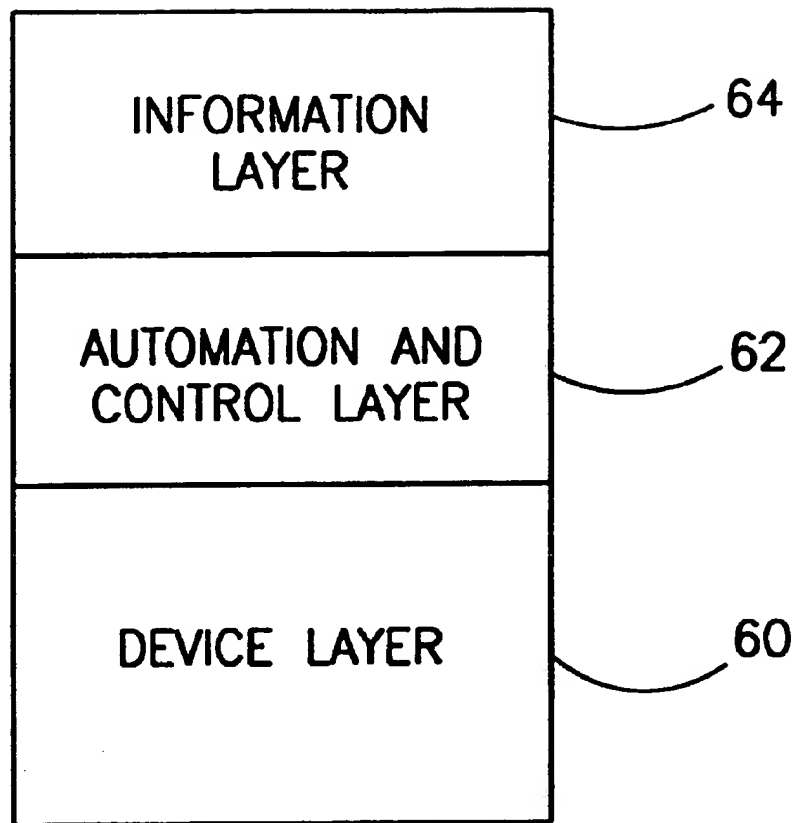 INFORMATION
LAYER
64
AUTOMATION AND
CONTROL LAYER
62
DEVICE LAYER
60